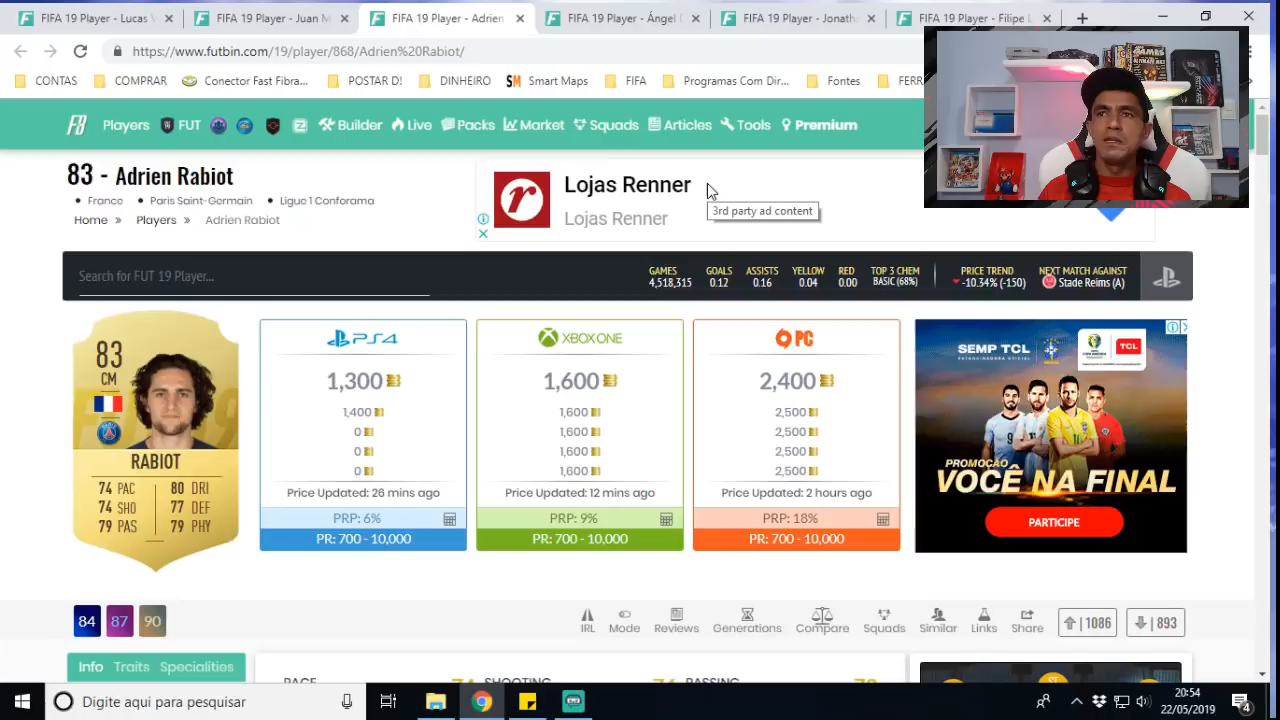 FIFA 19 Player - Lucas
FIFA 19 Player - Juan M
FIFA 19 Player - Adrien
FIFA 19 Player - Ángel
FIFA 19 Player - Jonath
FIFA 19 Player - Filipe L
https://www.futbin.com/19/player/868/Adrien%20Rabiot/
CONTAS
COMPRAR
Conector Fast Fibra...
POSTAR D!
DINHEIRO
SM Smart Maps
FIFA
Programas Com Dir...
Fontes
FERR
Players
FUT
Builder
Live
Packs
Market
Squads
Articles
Tools
Premium
83 - Adrien Rabiot
France
Paris Saint-Germain
Ligue 1 Conforama
Home » Players » Adrien Rabiot
Lojas Renner
Lojas Renner
3rd party ad content
Search for FUT 19 Player...
GAMES
4,518,315
GOALS
0.12
ASSISTS
0.16
YELLOW
0.04
RED
0.00
TOP 3 CHEM
BASIC (68%)
PRICE TREND
-10.34% (-150)
NEXT MATCH AGAINST
Stade Reims (A)
83
CM
RABIOT
74 PAC
80 DRI
74 SHO
77 DEF
79 PAS
79 PHY
PS4
1,300
1,400
0
0
0
Price Updated: 26 mins ago
PRP: 6%
PR: 700 - 10,000
XBOX ONE
1,600
1,600
1,600
1,600
1,600
Price Updated: 12 mins ago
PRP: 9%
PR: 700 - 10,000
PC
2,400
2,500
2,500
2,500
2,500
Price Updated: 2 hours ago
PRP: 18%
PR: 700 - 10,000
SEMP TCL
TCL
PROMOÇÃO
VOCÊ NA FINAL
PARTICIPE
84
87
90
IRL
Mode
Reviews
Generations
Compare
Squads
Similar
Links
Share
1086
893
Info
Traits
Specialities
PACE
74
SHOOTING
74
PASSING
Digite aqui para pesquisar
20:54
22/05/2019
4